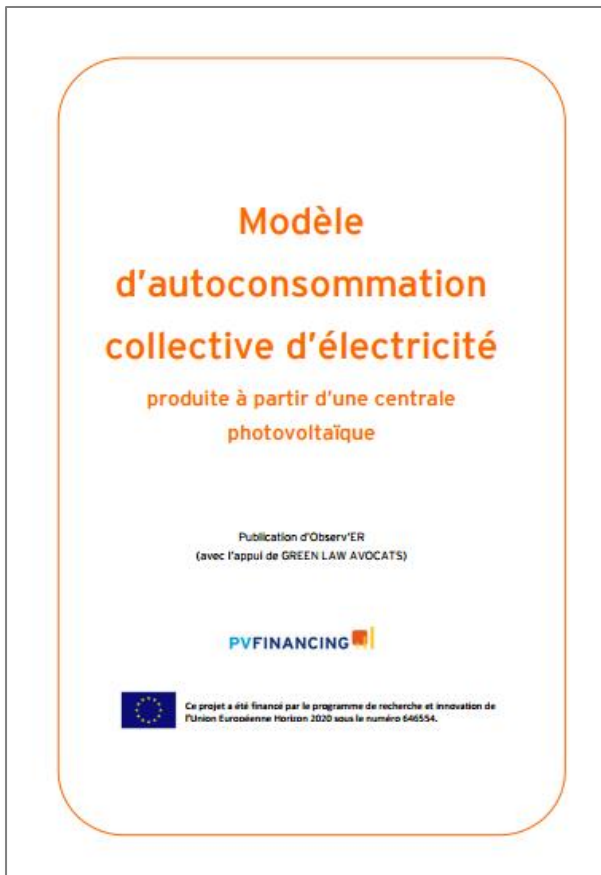 Modèle
d'autoconsommation
collective d'électricité
produite à partir d'une centrale
photovoltaïque
Publication d'Observ'ER
(avec l'appui de GREEN LAW AVOCATS)
PVFINANCING
Ce projet a été financé par le programme de recherche et innovation de
l'Union Européenne Horizon 2020 sous le numéro 646554.